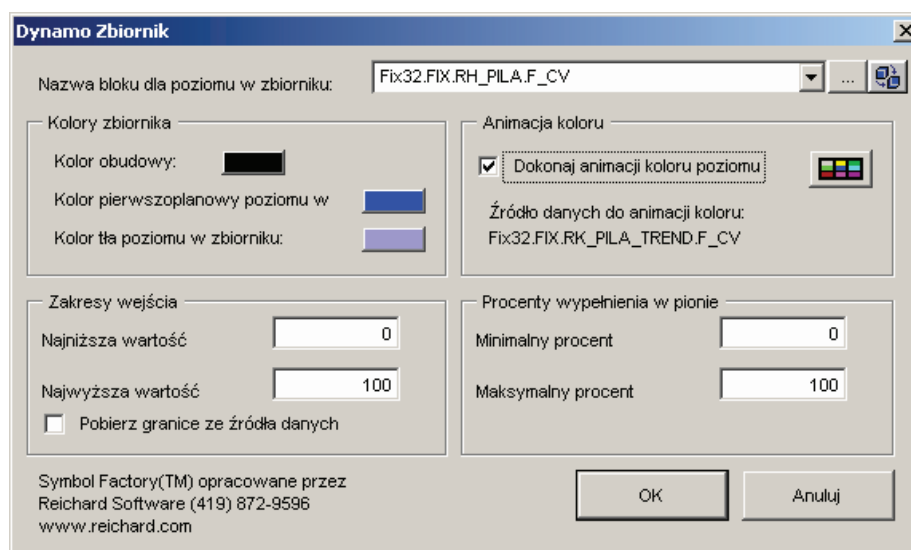 Dynamo Zbiornik
Nazwa bloku dla poziomu w zbiorniku:
Fix32.FIX.RH_PILA.F_CV
...
Kolory zbiornika
Kolor obudowy:
Kolor pierwszoplanowy poziomu w
Kolor tła poziomu w zbiorniku:
Animacja koloru
Dokonaj animacji koloru poziomu
Źródło danych do animacji koloru:
Fix32.FIX.RK_PILA_TREND.F_CV
Zakresy wejścia
Najniższa wartość 0
Najwyższa wartość 100
Pobierz granice ze źródła danych
Procenty wypełnienia w pionie
Minimalny procent 0
Maksymalny procent 100
Symbol Factory(TM) opracowane przez
Reichard Software (419) 872-9596
www.reichard.com
OK
Anuluj